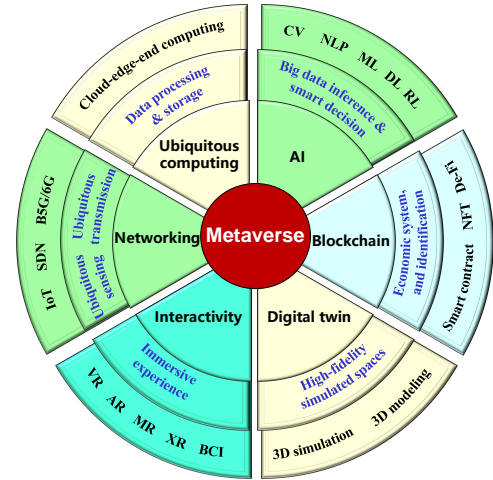 Metaverse
AI
Big data inference &
smart decision
CV NLP ML DL RL
Blockchain
Economic system,
and identification
Smart contract NFT De-Fi
Digital twin
High-fidelity
simulated spaces
3D simulation 3D modeling
Interactivity
Immersive
experience
VR AR MR XR BCI
Networking
Ubiquitous Ubiquitous
sensing transmission
IoT SDN B5G/6G
Ubiquitous
computing
Data processing
& storage
Cloud-edge-end computing